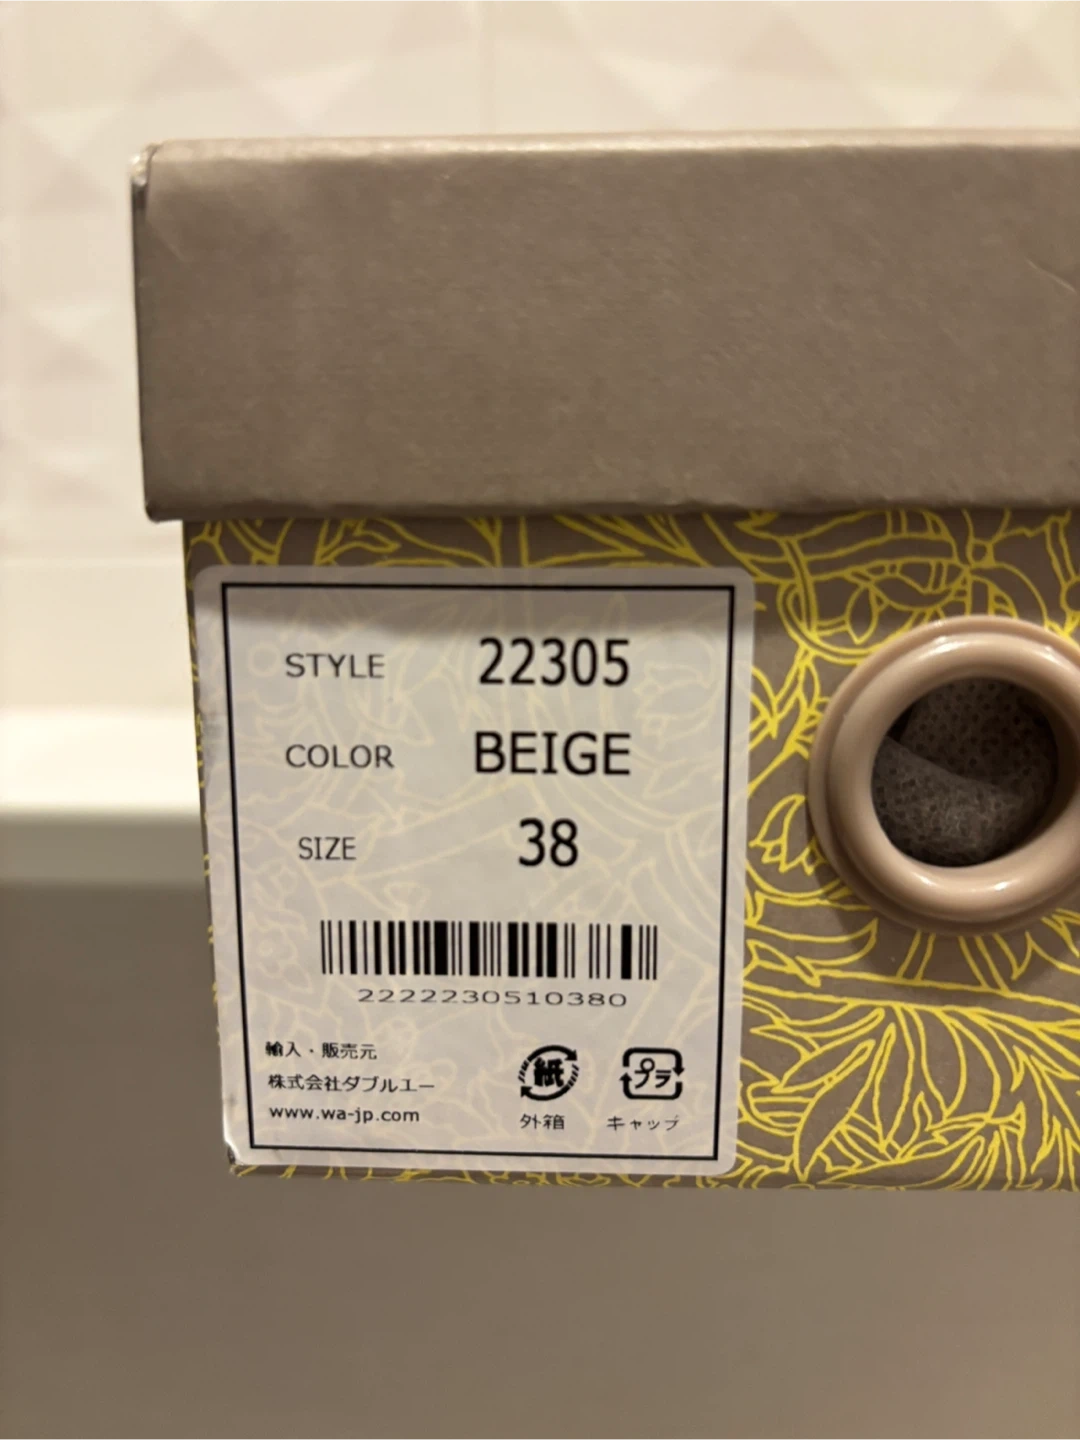 STYLE 22305
COLOR BEIGE
SIZE 38
2222230510380
輸入・販売元
株式会社ダブルエー
www.wa-jp.com
紙
外箱
プラ
キャップ